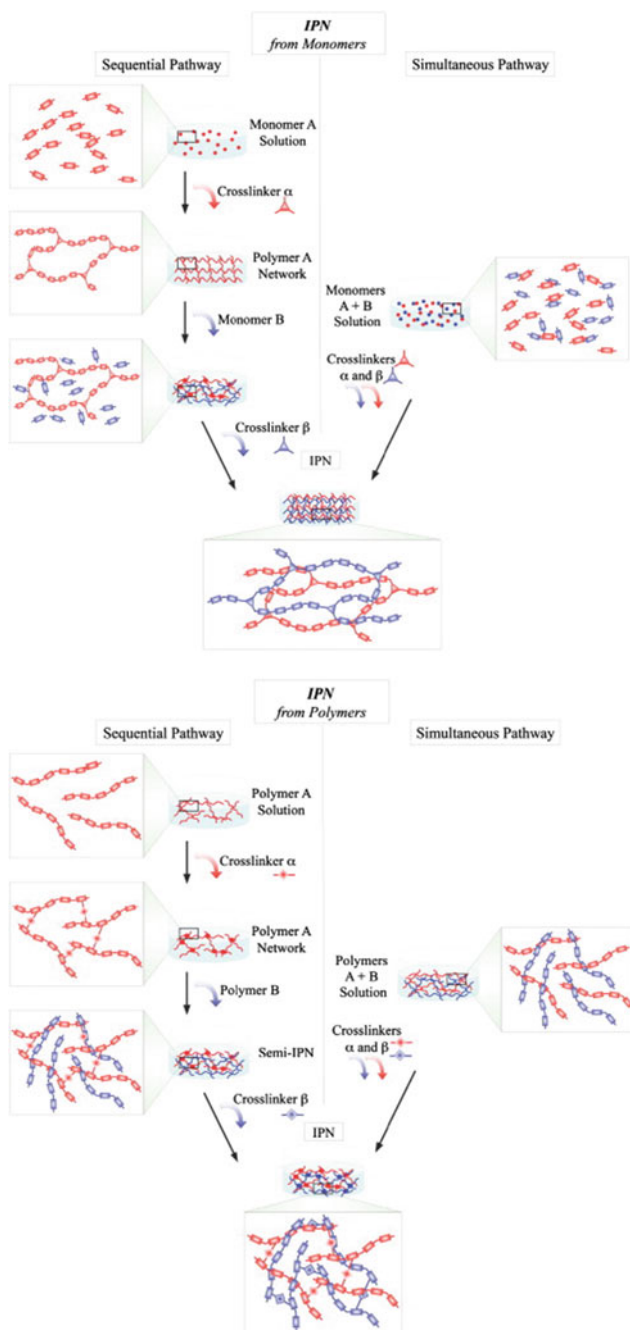 IPN
from Monomers
Sequential Pathway
Simultaneous Pathway
Monomer A
Solution
Crosslinker α
Polymer A
Network
Monomer B
Monomers
A + B
Solution
Crosslinkers
α and β
Crosslinker β
IPN
IPN
from Polymers
Sequential Pathway
Simultaneous Pathway
Polymer A
Solution
Crosslinker α
Polymer A
Network
Polymer B
Polymers
A + B
Solution
Semi-IPN
Crosslinkers
α and β
Crosslinker β
IPN